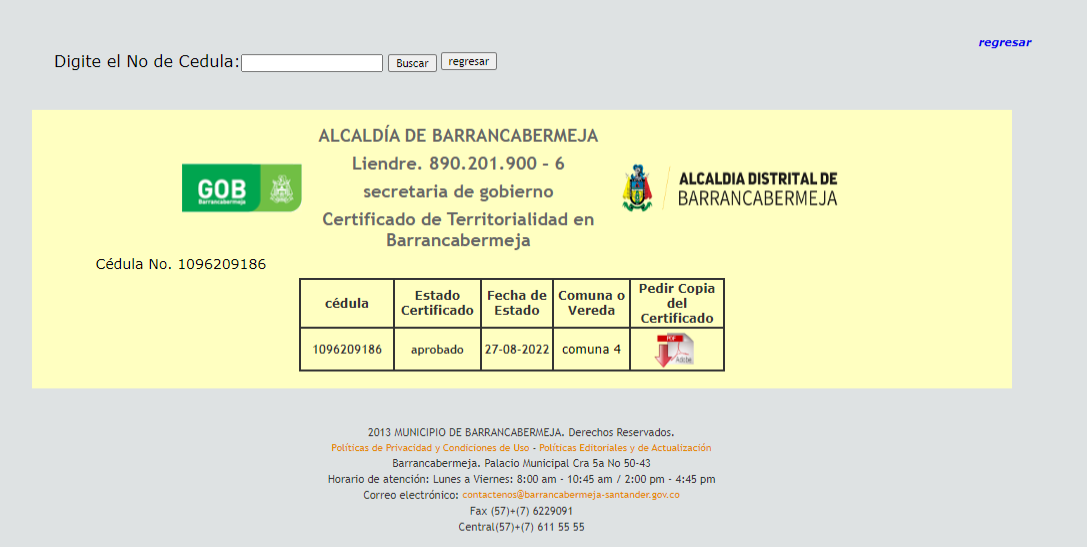 regresar
Digite el No de Cedula: Buscar regresar
ALCALDÍA DE BARRANCABERMEJA
Liendre. 890.201.900 - 6
secretaria de gobierno
Certificado de Territorialidad en
Barrancabermeja
GOB
Barrancabermeja
ALCALDIA DISTRITAL DE
BARRANCABERMEJA
Cédula No. 1096209186
cédula Estado Certificado Fecha de Estado Comuna o Vereda Pedir Copia del Certificado
1096209186 aprobado 27-08-2022 comuna 4 PDF Adobe
2013 MUNICIPIO DE BARRANCABERMEJA. Derechos Reservados.
Políticas de Privacidad y Condiciones de Uso - Políticas Editoriales y de Actualización
Barrancabermeja. Palacio Municipal Cra 5a No 50-43
Horario de atención: Lunes a Viernes: 8:00 am - 10:45 am / 2:00 pm - 4:45 pm
Correo electrónico: contactenos@barrancabermeja-santander.gov.co
Fax (57)+(7) 6229091
Central(57)+(7) 611 55 55